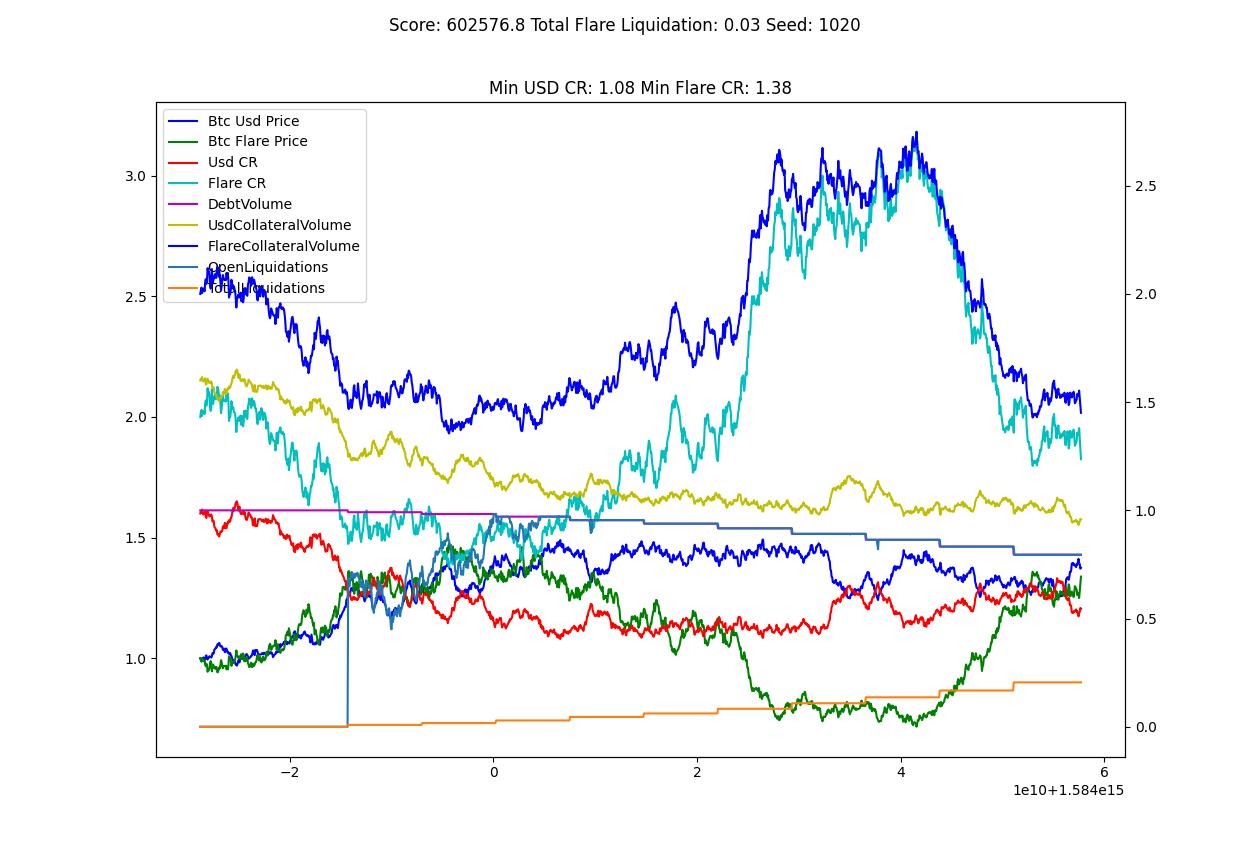 Score: 602576.8 Total Flare Liquidation: 0.03 Seed: 1020
Min USD CR: 1.08 Min Flare CR: 1.38
Btc Usd Price
Btc Flare Price
Usd CR
Flare CR
DebtVolume
UsdCollateralVolume
FlareCollateralVolume
OpenLiquidations
TotalLiquidations
3.0
2.5
2.0
1.5
1.0
2.5
2.0
1.5
1.0
0.5
0.0
−2
0
2
4
6
1e10+1.584e15